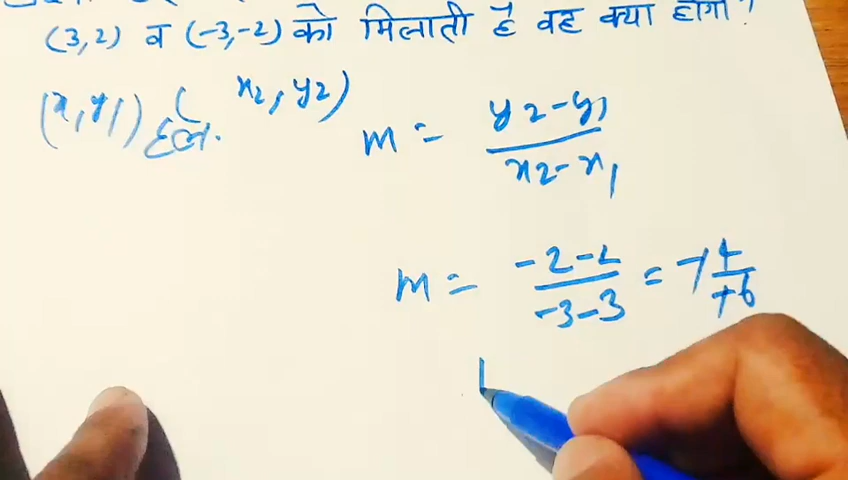 (3,2) व (-3,-2) को मिलाती है वह क्या होगी?
(x, y1) ( x2, y2)
हल.
m = y2-y1 / x2-x1
m = -2-2 / -3-3 = -4 / -6